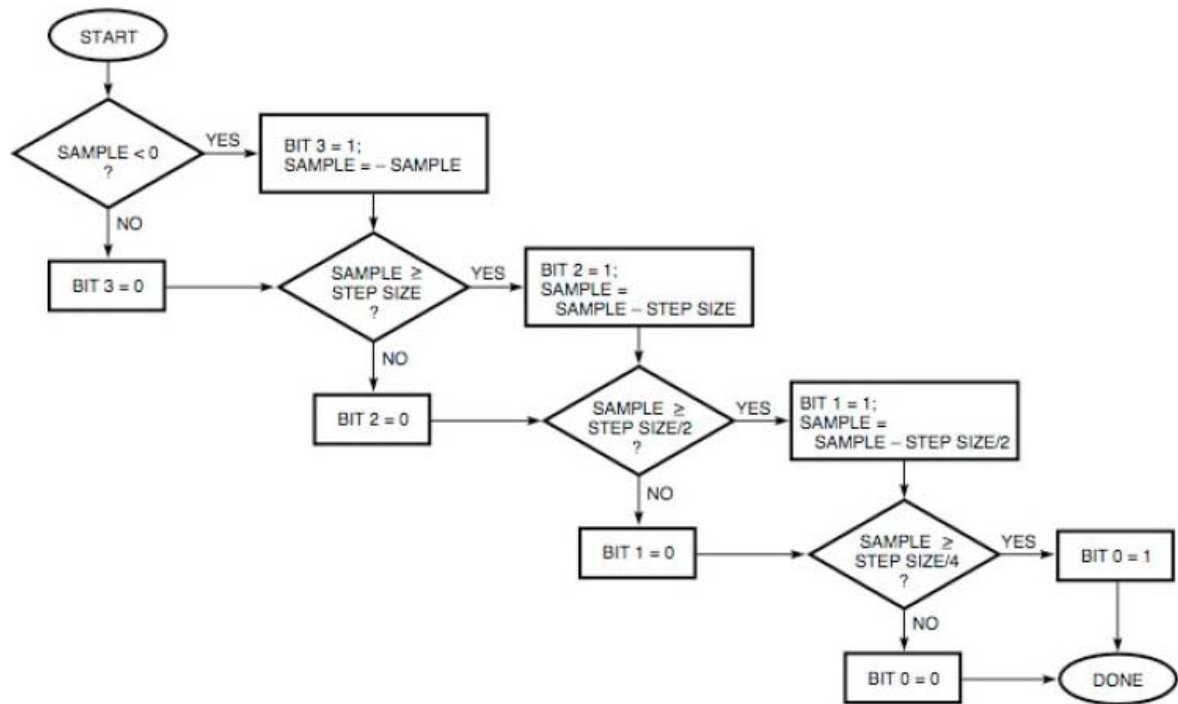 START
SAMPLE < 0
?
YES
BIT 3 = 1;
SAMPLE = – SAMPLE
NO
BIT 3 = 0
SAMPLE ≥
STEP SIZE
?
YES
BIT 2 = 1;
SAMPLE =
SAMPLE – STEP SIZE
NO
BIT 2 = 0
SAMPLE ≥
STEP SIZE/2
?
YES
BIT 1 = 1;
SAMPLE =
SAMPLE – STEP SIZE/2
NO
BIT 1 = 0
SAMPLE ≥
STEP SIZE/4
?
YES
BIT 0 = 1
NO
BIT 0 = 0
DONE